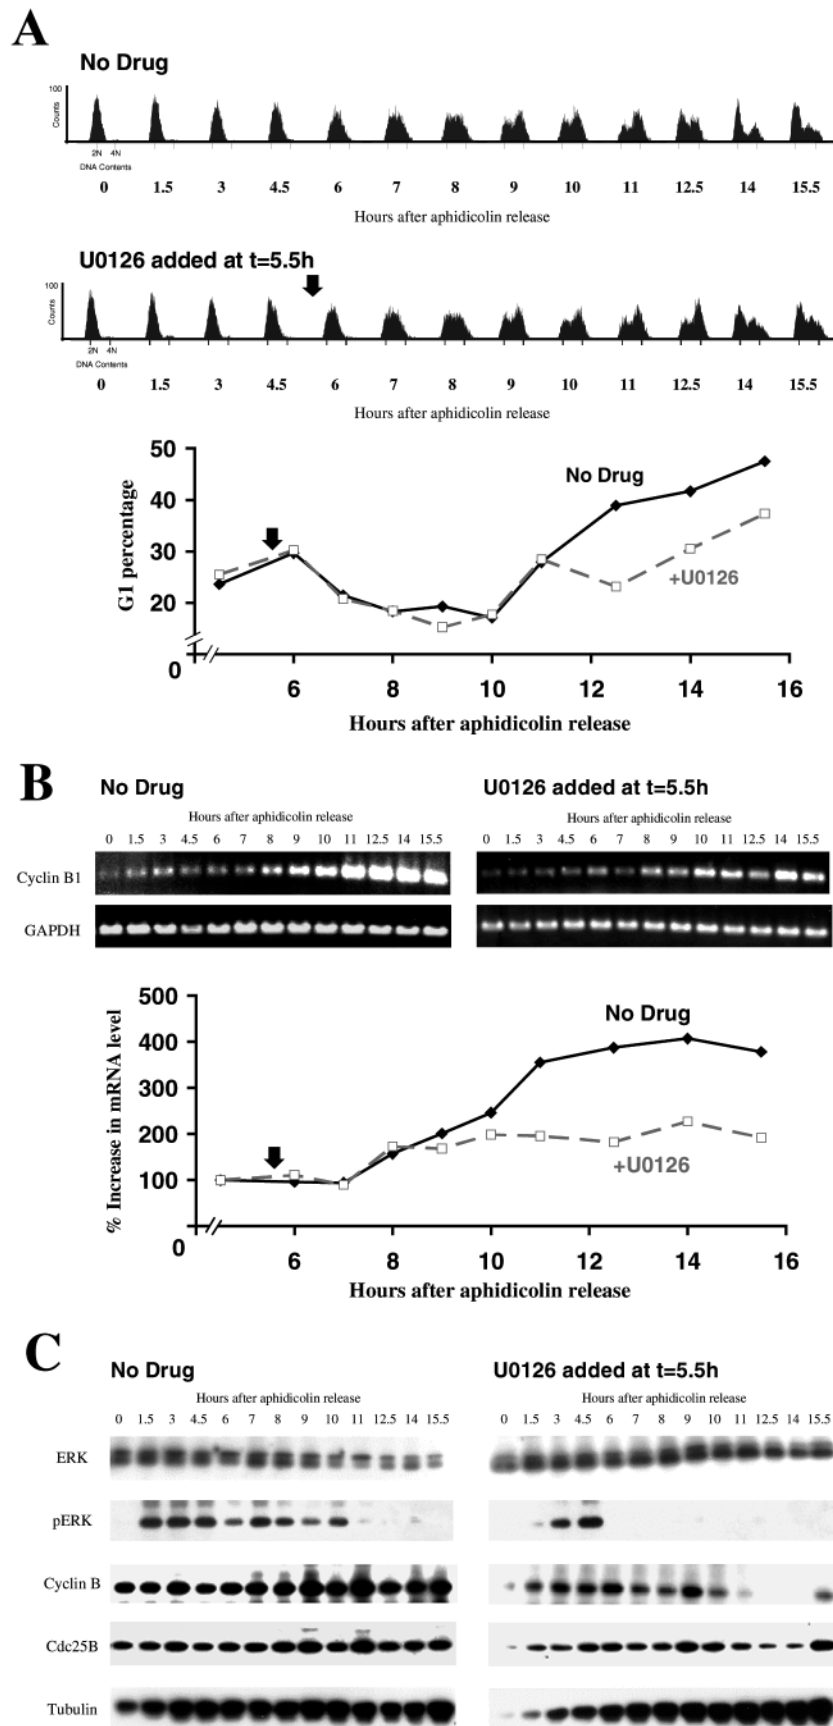 A
No Drug
100
Counts
2N 4N
DNA Contents
0 1.5 3 4.5 6 7 8 9 10 11 12.5 14 15.5
Hours after aphidicolin release
U0126 added at t=5.5h
100
Counts
2N 4N
DNA Contents
0 1.5 3 4.5 6 7 8 9 10 11 12.5 14 15.5
Hours after aphidicolin release
50
40
30
20
0
G1 percentage
No Drug
+U0126
6 8 10 12 14 16
Hours after aphidicolin release
B
No Drug
Hours after aphidicolin release
0 1.5 3 4.5 6 7 8 9 10 11 12.5 14 15.5
U0126 added at t=5.5h
Hours after aphidicolin release
0 1.5 3 4.5 6 7 8 9 10 11 12.5 14 15.5
Cyclin B1
GAPDH
500
400
300
200
100
0
% Increase in mRNA level
No Drug
+U0126
6 8 10 12 14 16
Hours after aphidicolin release
C
No Drug
Hours after aphidicolin release
0 1.5 3 4.5 6 7 8 9 10 11 12.5 14 15.5
U0126 added at t=5.5h
Hours after aphidicolin release
0 1.5 3 4.5 6 7 8 9 10 11 12.5 14 15.5
ERK
pERK
Cyclin B
Cdc25B
Tubulin